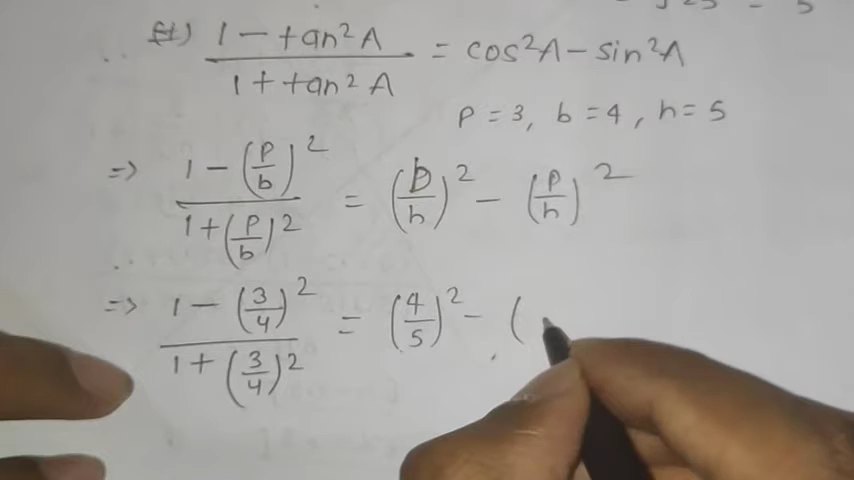 1 - tan²A / 1 + tan²A = cos²A - sin²A
P = 3, b = 4, h = 5
=> 1 - (P/b)² / 1 + (P/b)² = (b/h)² - (P/h)²
=> 1 - (3/4)² / 1 + (3/4)² = (4/5)² - (